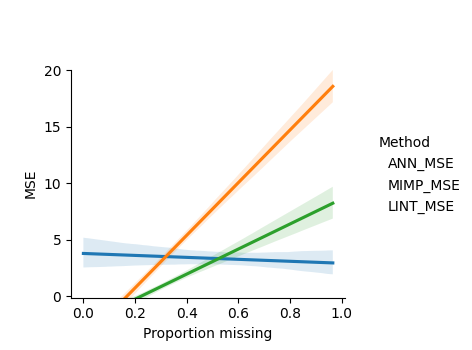 20
15
10
5
0
MSE
0.0 0.2 0.4 0.6 0.8 1.0
Proportion missing
Method
ANN_MSE
MIMP_MSE
LINT_MSE